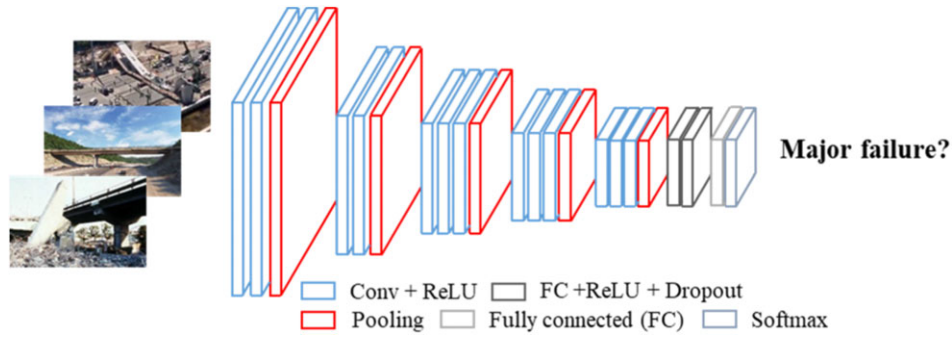 Major failure?
Conv + ReLU
FC +ReLU + Dropout
Pooling
Fully connected (FC)
Softmax